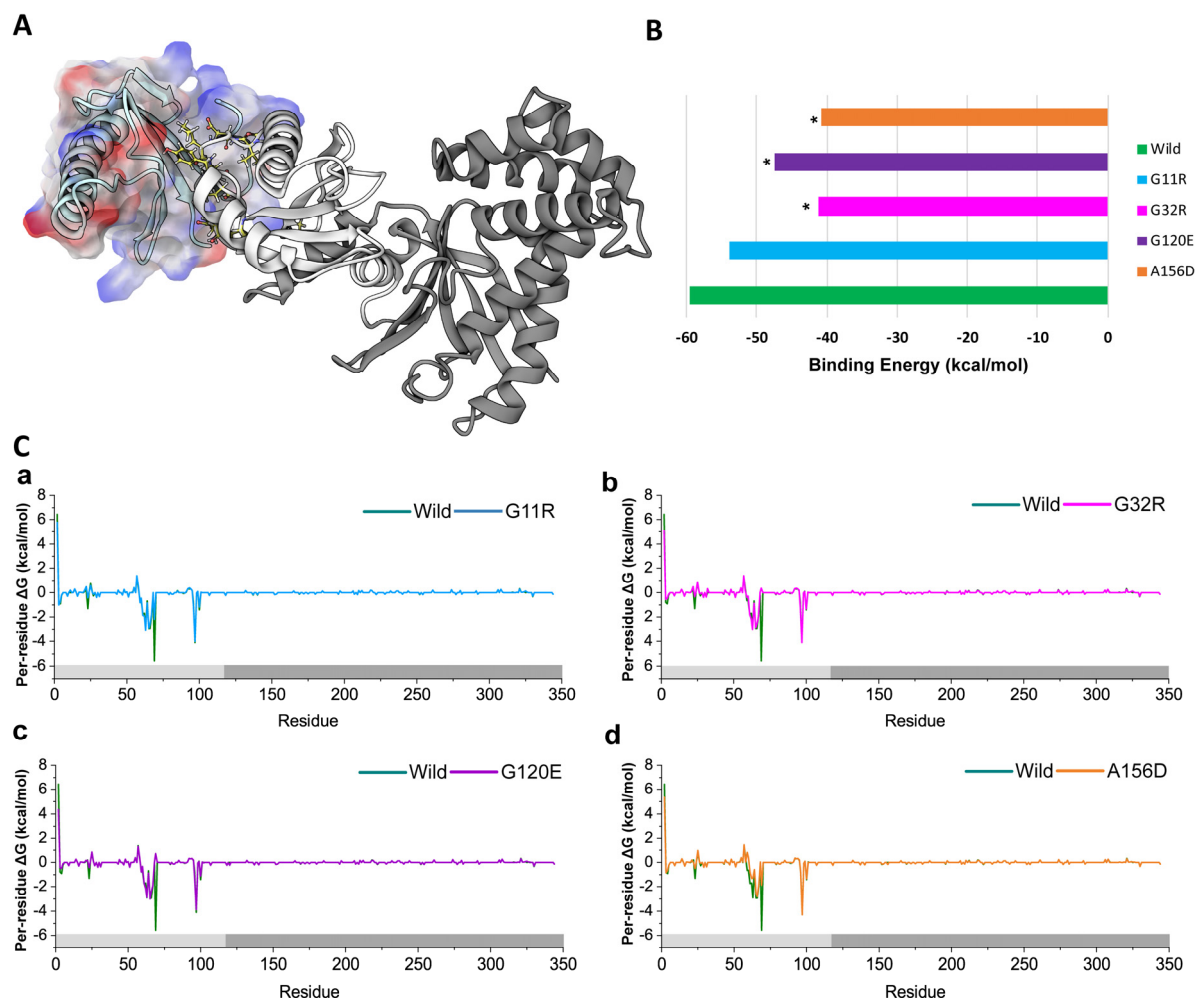 A
B
*
*
*
Wild
G11R
G32R
G120E
A156D
-60 -50 -40 -30 -20 -10 0
Binding Energy (kcal/mol)
C
a
Wild G11R
Per-residue ΔG (kcal/mol)
8
6
4
2
0
-2
-4
-6
0 50 100 150 200 250 300 350
Residue
b
Wild G32R
Per-residue ΔG (kcal/mol)
8
6
4
2
0
2
4
6
0 50 100 150 200 250 300 350
Residue
c
Wild G120E
Per-residue ΔG (kcal/mol)
8
6
4
2
0
-2
-4
-6
0 50 100 150 200 250 300 350
Residue
d
Wild A156D
Per-residue ΔG (kcal/mol)
8
6
4
2
0
-2
-4
-6
0 50 100 150 200 250 300 350
Residue